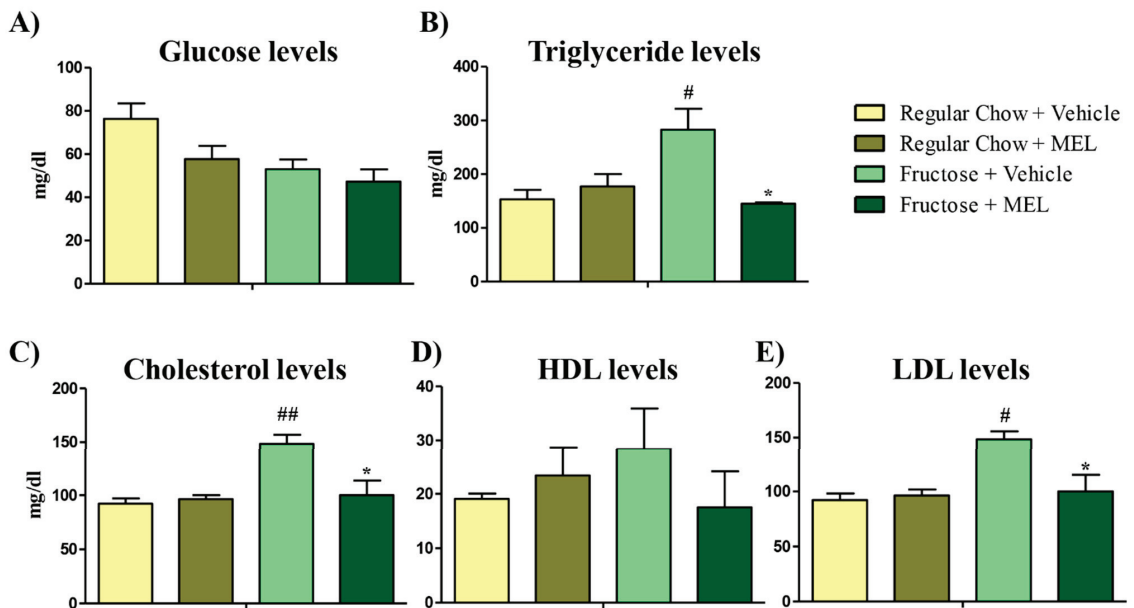 A)
Glucose levels
mg/dl
100
80
60
40
20
0
B)
Triglyceride levels
mg/dl
400
300
200
100
0
#
*
Regular Chow + Vehicle
Regular Chow + MEL
Fructose + Vehicle
Fructose + MEL
C)
Cholesterol levels
mg/dl
200
150
100
50
0
##
*
D)
HDL levels
40
30
20
10
0
E)
LDL levels
200
150
100
50
0
#
*